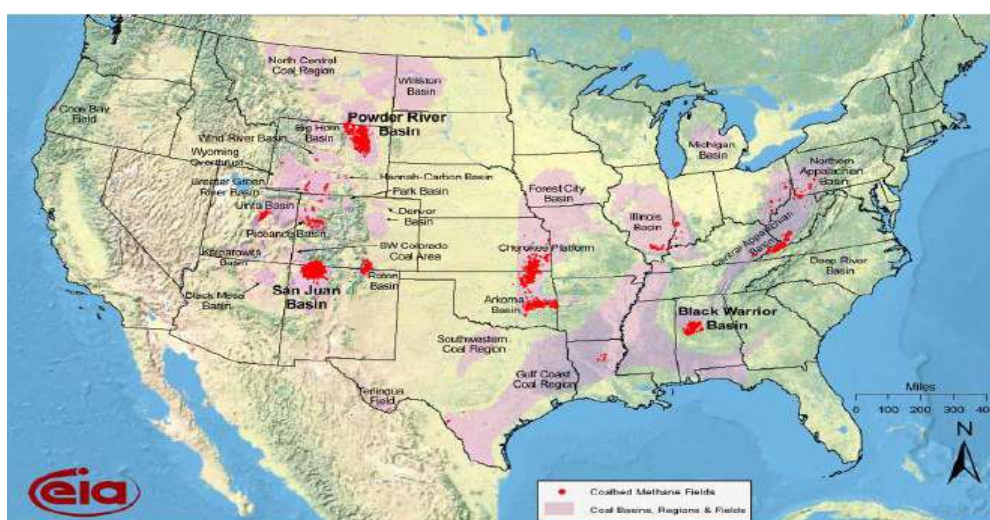 North Central
Coal Region
Williston
Basin
Coos Bay
Field
Powder River
Basin
Big Horn
Basin
Wind River Basin
Wyoming
Overthrust
Michigan
Basin
Northern
Appalachian
Basin
Hannah-Carbon Basin
Greater Green
River Basin
Park Basin
Forest City
Basin
Uinta Basin
Denver
Basin
Illinois
Basin
Piceance Basin
Central Appalachian
Basin
Kaiparowits
Basin
SW Colorado
Coal Area
Cherokee Platform
Deep River
Basin
Raton
Basin
San Juan
Basin
Black Mesa
Basin
Arkoma
Basin
Black Warrior
Basin
Southwestern
Coal Region
Gulf Coast
Coal Region
Terlingua
Field
Miles
0 100 200 300 40
N
eia
Coalbed Methane Fields
Coal Basins, Regions & Fields